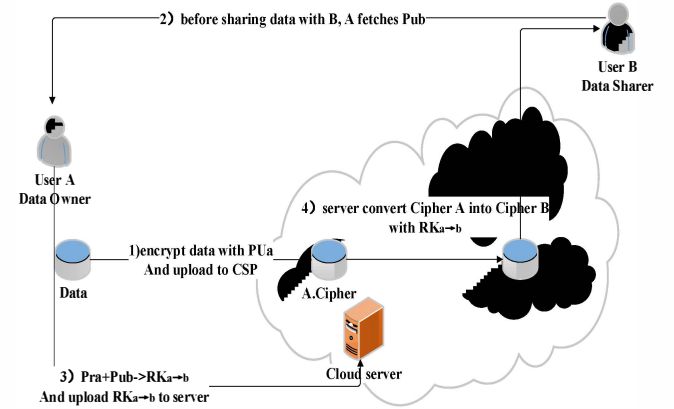 2）before sharing data with B, A fetches Pub
User B
Data Sharer
User A
Data Owner
4）server convert Cipher A into Cipher B
with RKa→b
1)encrypt data with PUa
And upload to CSP
Data
A.Cipher
Cloud server
3）Pra+Pub->RKa→b
And upload RKa→b to server